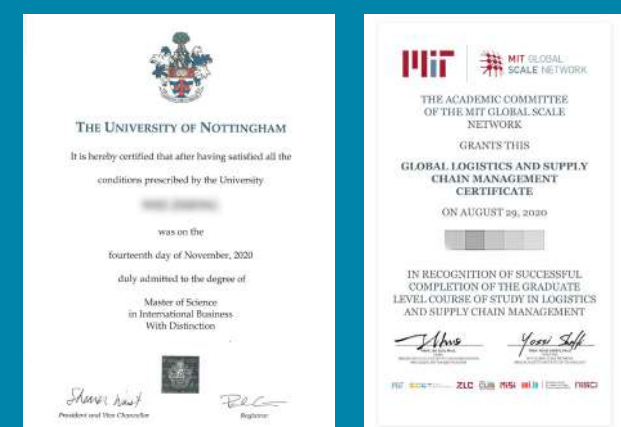 THE UNIVERSITY OF NOTTINGHAM
It is hereby certified that after having satisfied all the
conditions prescribed by the University
was on the
fourteenth day of November, 2020
duly admitted to the degree of
Master of Science
in International Business
With Distinction
President and Vice Chancellor
Registrar
MIT GLOBAL
SCALE NETWORK
THE ACADEMIC COMMITTEE
OF THE MIT GLOBAL SCALE
NETWORK
GRANTS THIS
GLOBAL LOGISTICS AND SUPPLY
CHAIN MANAGEMENT
CERTIFICATE
ON AUGUST 29, 2020
IN RECOGNITION OF SUCCESSFUL
COMPLETION OF THE GRADUATE
LEVEL COURSE OF STUDY IN LOGISTICS
AND SUPPLY CHAIN MANAGEMENT
Yossi Sheffi
MIT ZLC CLI MISI